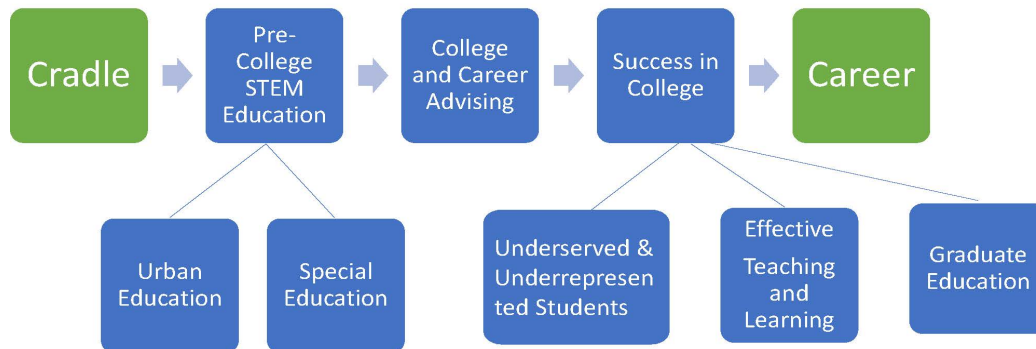 Cradle
Pre-
College
STEM
Education
College
and Career
Advising
Success in
College
Career
Urban
Education
Special
Education
Underserved &
Underrepresen
ted Students
Effective
Teaching
and
Learning
Graduate
Education